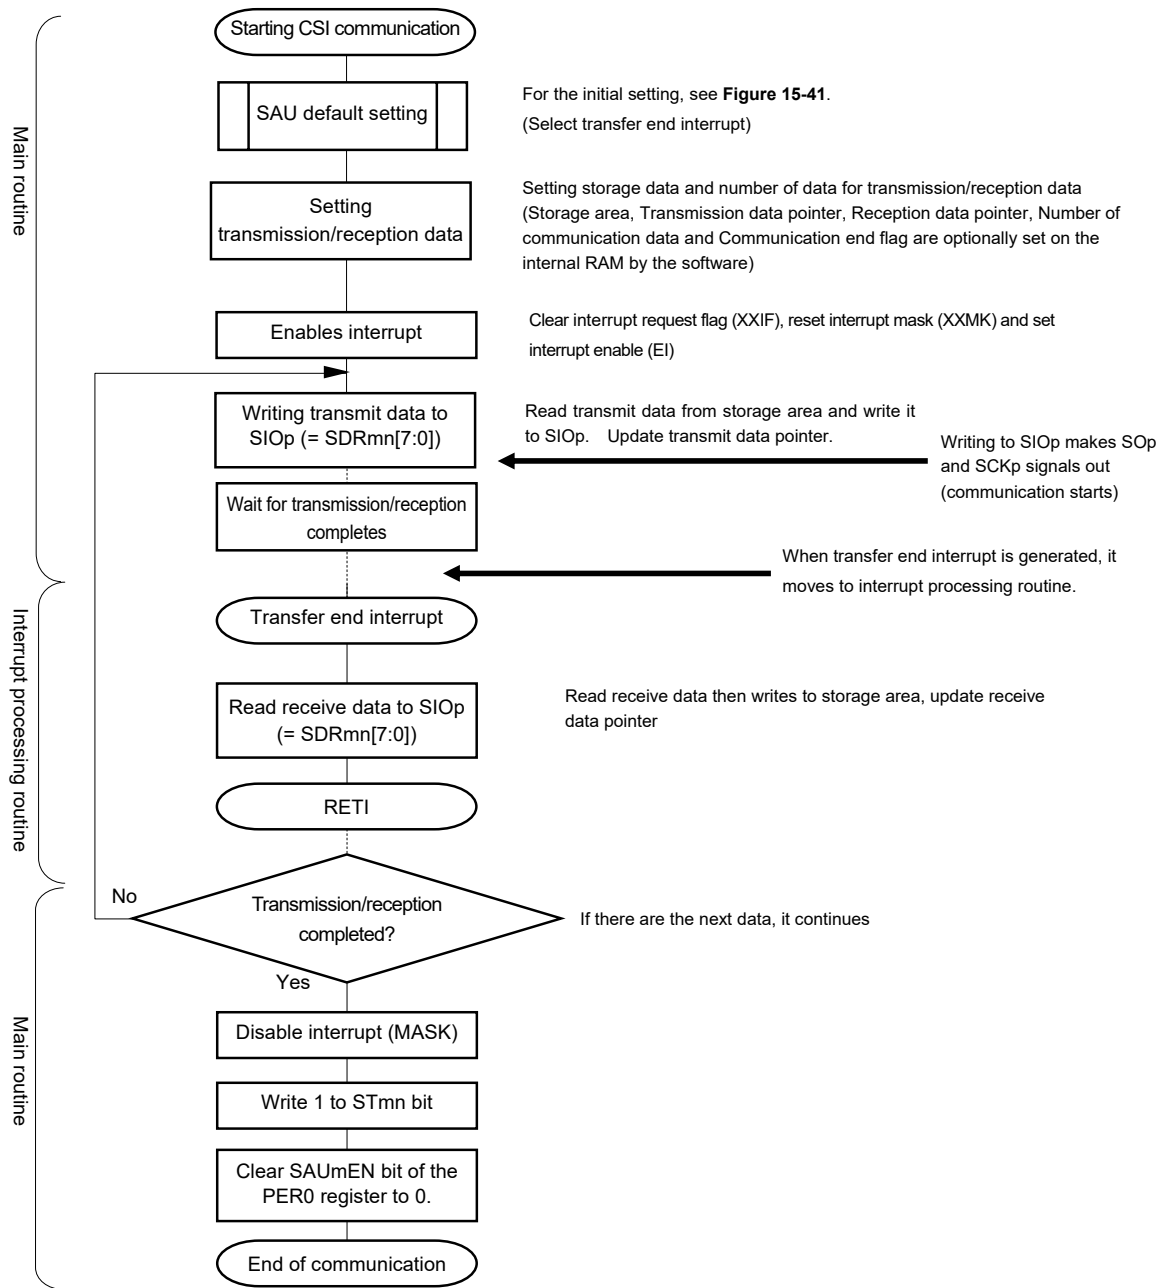 Starting CSI communication
SAU default setting
For the initial setting, see Figure 15-41.
(Select transfer end interrupt)
Main routine
Setting
transmission/reception data
Setting storage data and number of data for transmission/reception data
(Storage area, Transmission data pointer, Reception data pointer, Number of
communication data and Communication end flag are optionally set on the
internal RAM by the software)
Enables interrupt
Clear interrupt request flag (XXIF), reset interrupt mask (XXMK) and set
interrupt enable (EI)
Writing transmit data to
SIOp (= SDRmn[7:0])
Read transmit data from storage area and write it
to SIOp. Update transmit data pointer.
Writing to SIOp makes SOp
and SCKp signals out
(communication starts)
Wait for transmission/reception
completes
When transfer end interrupt is generated, it
moves to interrupt processing routine.
Interrupt processing routine
Transfer end interrupt
Read receive data to SIOp
(= SDRmn[7:0])
Read receive data then writes to storage area, update receive
data pointer
RETI
No
Transmission/reception
completed?
If there are the next data, it continues
Yes
Main routine
Disable interrupt (MASK)
Write 1 to STmn bit
Clear SAUmEN bit of the
PER0 register to 0.
End of communication